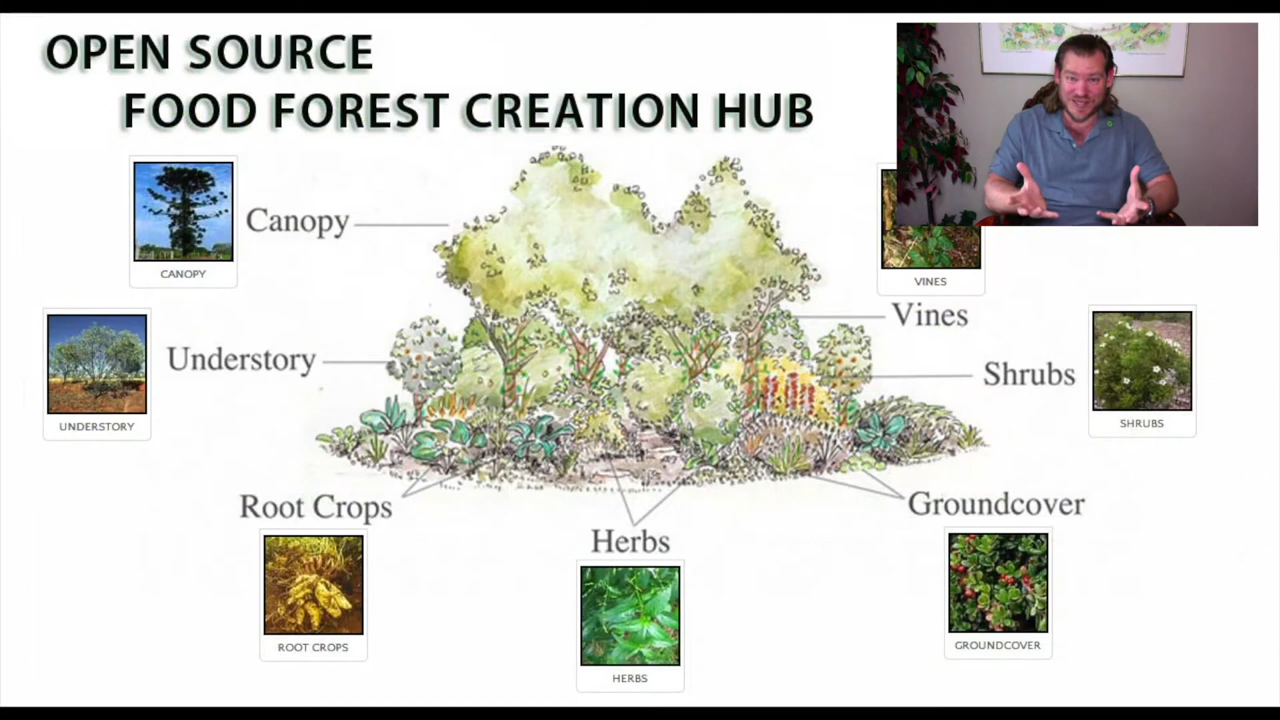 OPEN SOURCE
FOOD FOREST CREATION HUB
Canopy
CANOPY
VINES
Vines
Understory
UNDERSTORY
Shrubs
SHRUBS
Root Crops
ROOT CROPS
Herbs
HERBS
Groundcover
GROUNDCOVER